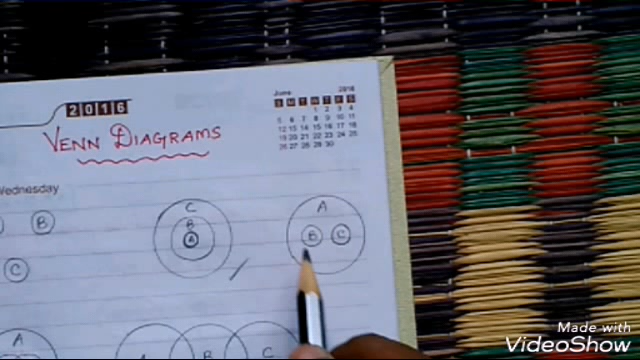 2016
June 2016
S M T W T F S
1 2 3 4
5 6 7 8 9 10 11
12 13 14 15 16 17 18
19 20 21 22 23 24 25
26 27 28 29 30
VENN DIAGRAMS
Wednesday
B
C
B
A
A
B C
C
A
A B C
Made with
VideoShow